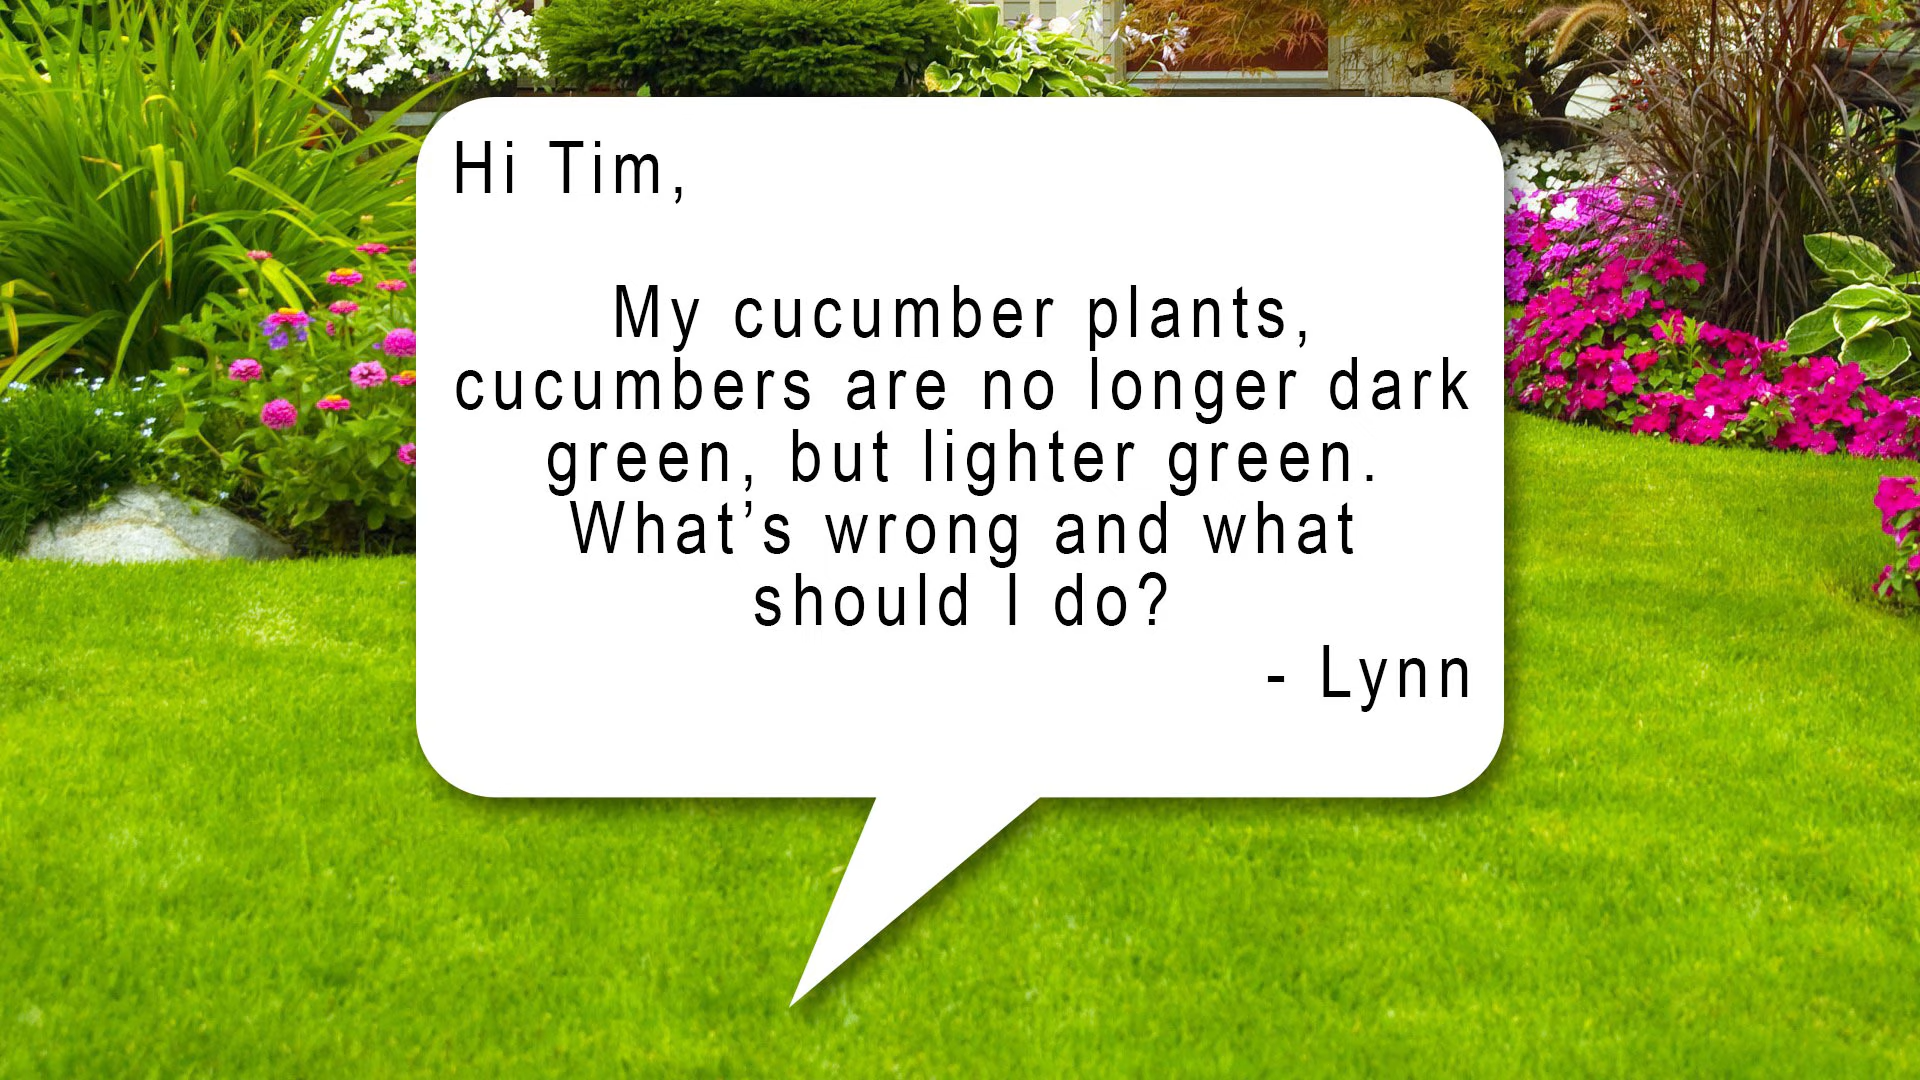 Hi Tim,
My cucumber plants,
cucumbers are no longer dark
green, but lighter green.
What’s wrong and what
should I do?
- Lynn